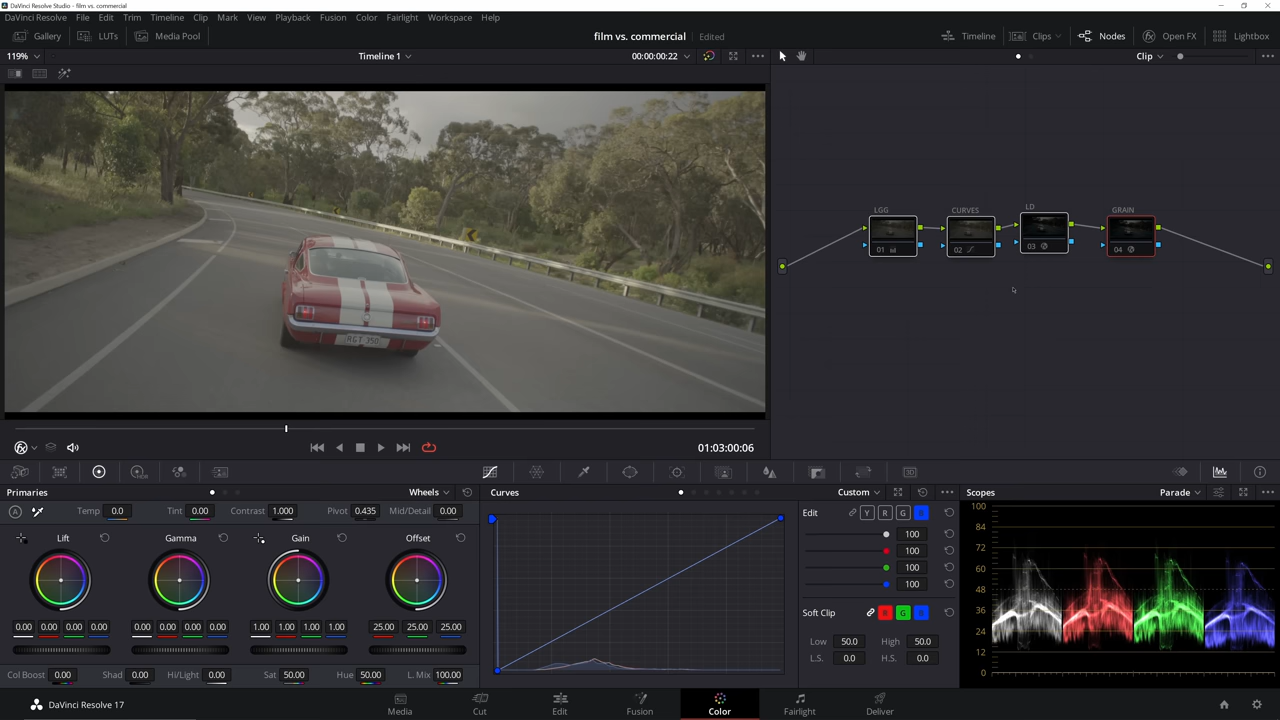 DaVinci Resolve Studio - film vs. commercial
DaVinci Resolve File Edit Trim Timeline Clip Mark View Playback Fusion Color Fairlight Workspace Help
Gallery LUTs Media Pool film vs. commercial Edited Timeline Clips Nodes Open FX Lightbox
119% Timeline 1 00:00:00:22 Clip
LGG CURVES LD GRAIN
01 02 03 04
RGT·350
01:03:00:06
Primaries Wheels Curves Custom Scopes Parade
Temp 0.0 Tint 0.00 Contrast 1.000 Pivot 0.435 Mid/Detail 0.00
A
Lift Gamma Gain Offset
0.00 0.00 0.00 0.00 0.00 0.00 0.00 0.00 1.00 1.00 1.00 1.00 25.00 25.00 25.00
Col Boost 0.00 Shad 0.00 Hi/Light 0.00 Sat 50.00 Hue 50.00 L. Mix 100.00
Edit Y R G B
100
100
100
100
Soft Clip R G B
Low 50.0 High 50.0
L.S. 0.0 H.S. 0.0
100
84
72
60
48
36
24
12
0
DaVinci Resolve 17 Media Cut Edit Fusion Color Fairlight Deliver